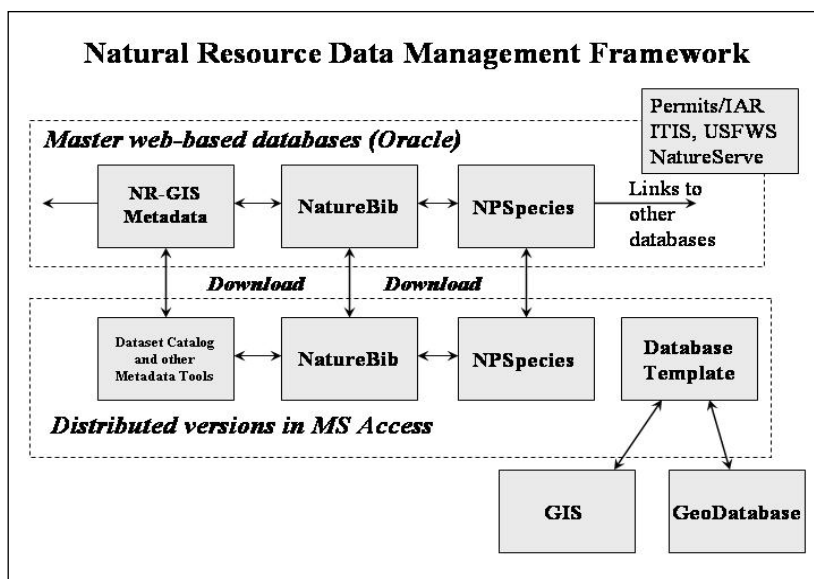 Natural Resource Data Management Framework
Permits/IAR
ITIS, USFWS
NatureServe
Master web-based databases (Oracle)
NR-GIS
Metadata
NatureBib
NPSpecies
Links to
other
databases
Download
Download
Dataset Catalog
and other
Metadata Tools
NatureBib
NPSpecies
Database
Template
Distributed versions in MS Access
GIS
GeoDatabase